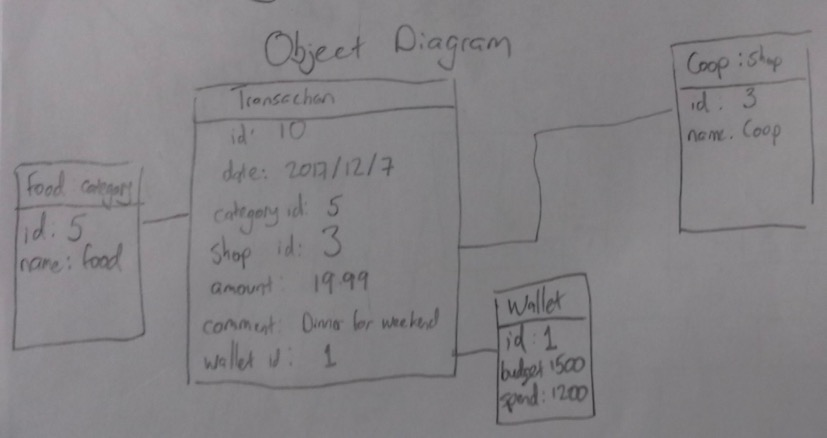 Object Diagram
Transaction
id: 10
date: 2017/12/7
category id: 5
shop id: 3
amount: 19.99
comment: Dinner for weekend
wallet id: 1
Food category
id: 5
name: food
Coop : Shop
id: 3
name: Coop
Wallet
id: 1
budget: 1500
spend: 1200